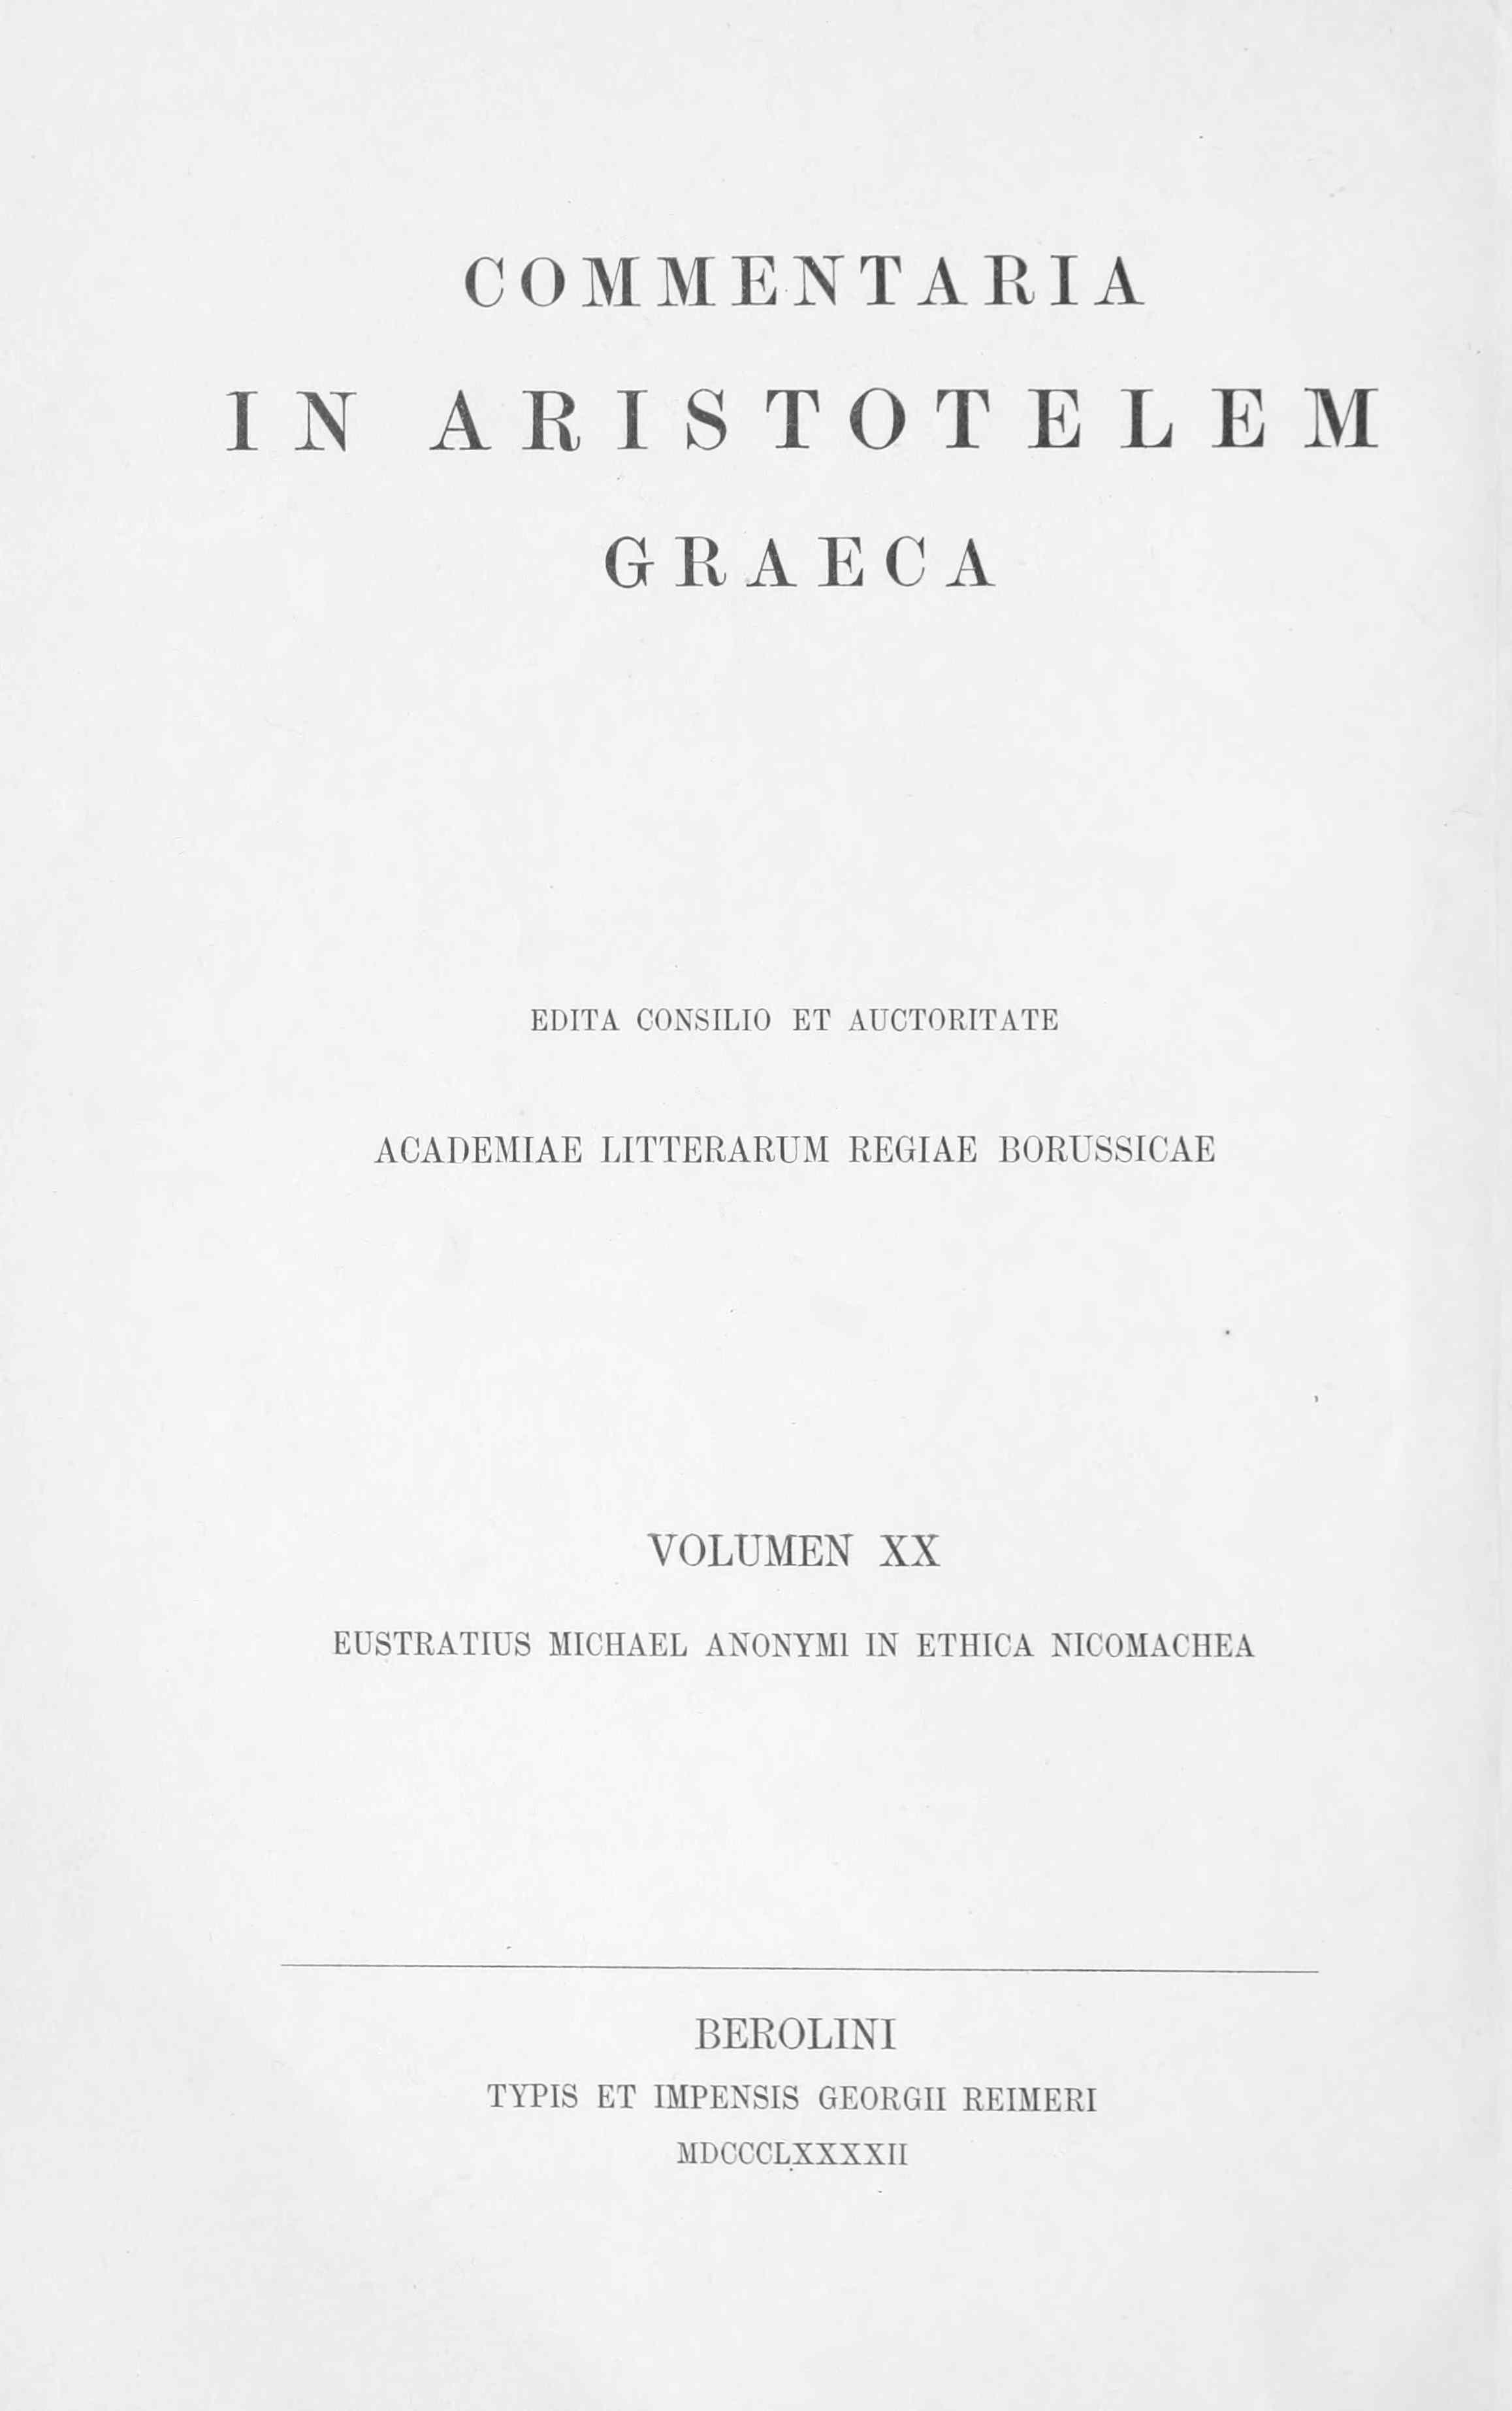 COMMENTARIA
IN ARISTOTELEM
GRAECA
EDITA CONSILIO ET AUCTORITATE
ACADEMIAE LITTERARUM REGIAE BORUSSICAE
VOLUMEN XX
EUSTRATIUS MICHAEL ANONYMI IN ETHICA NICOMACHEA
BEROLINI
TYPIS ET IMPENSIS GEORGII REIMERI
MDCCCLXXXXII